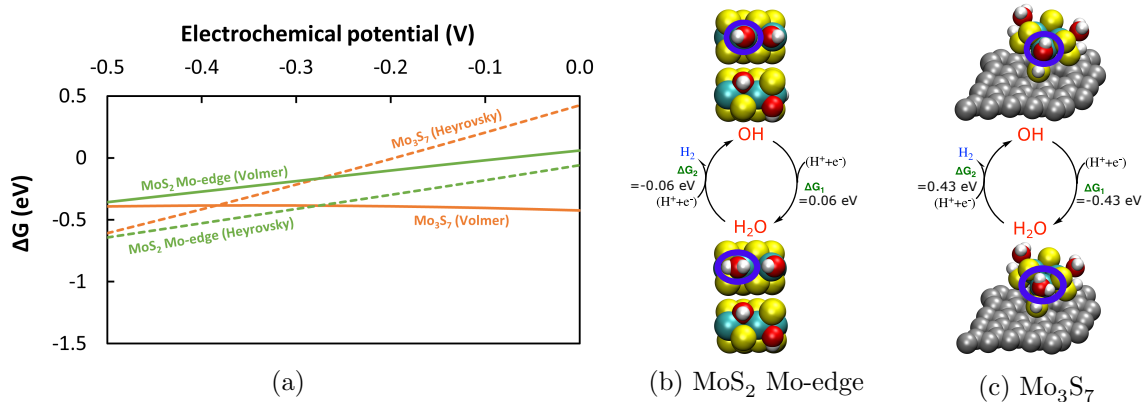 Electrochemical potential (V)
-0.5 -0.4 -0.3 -0.2 -0.1 0.0
0.5
0
-0.5
-1
-1.5
ΔG (eV)
Mo3S7 (Heyrovsky)
MoS2 Mo-edge (Volmer)
MoS2 Mo-edge (Heyrovsky)
Mo3S7 (Volmer)
(a)
OH
H2
ΔG2
=-0.06 eV
(H⁺+e⁻)
(H⁺+e⁻)
ΔG1
=0.06 eV
H2O
(b) MoS2 Mo-edge
OH
H2
ΔG2
=0.43 eV
(H⁺+e⁻)
(H⁺+e⁻)
ΔG1
=-0.43 eV
H2O
(c) Mo3S7